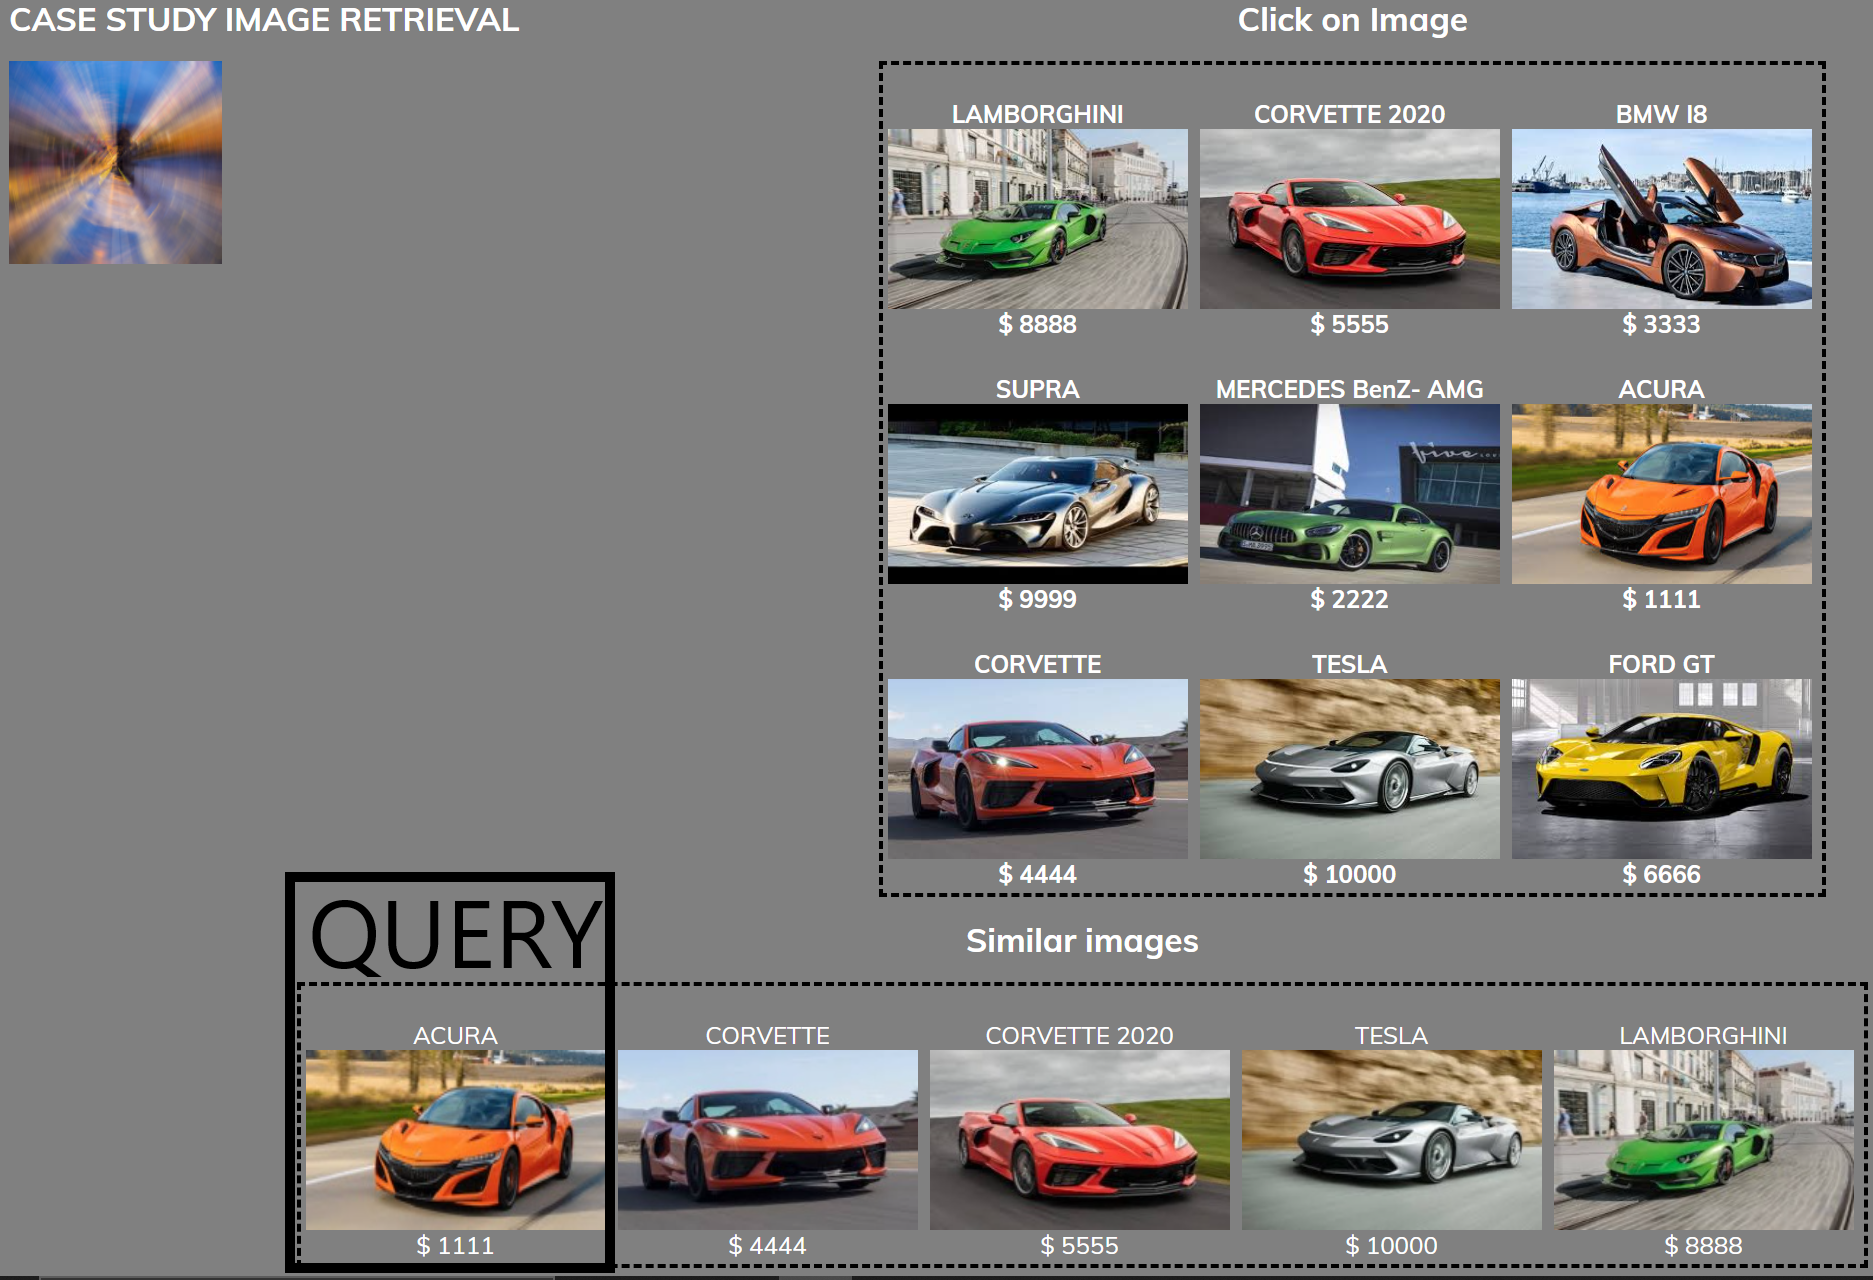 CASE STUDY IMAGE RETRIEVAL
Click on Image
LAMBORGHINI
CORVETTE 2020
BMW I8
$ 8888
$ 5555
$ 3333
SUPRA
MERCEDES BenZ- AMG
ACURA
five
$ 9999
$ 2222
$ 1111
CORVETTE
TESLA
FORD GT
$ 4444
$ 10000
$ 6666
QUERY
Similar images
ACURA
CORVETTE
CORVETTE 2020
TESLA
LAMBORGHINI
$ 1111
$ 4444
$ 5555
$ 10000
$ 8888